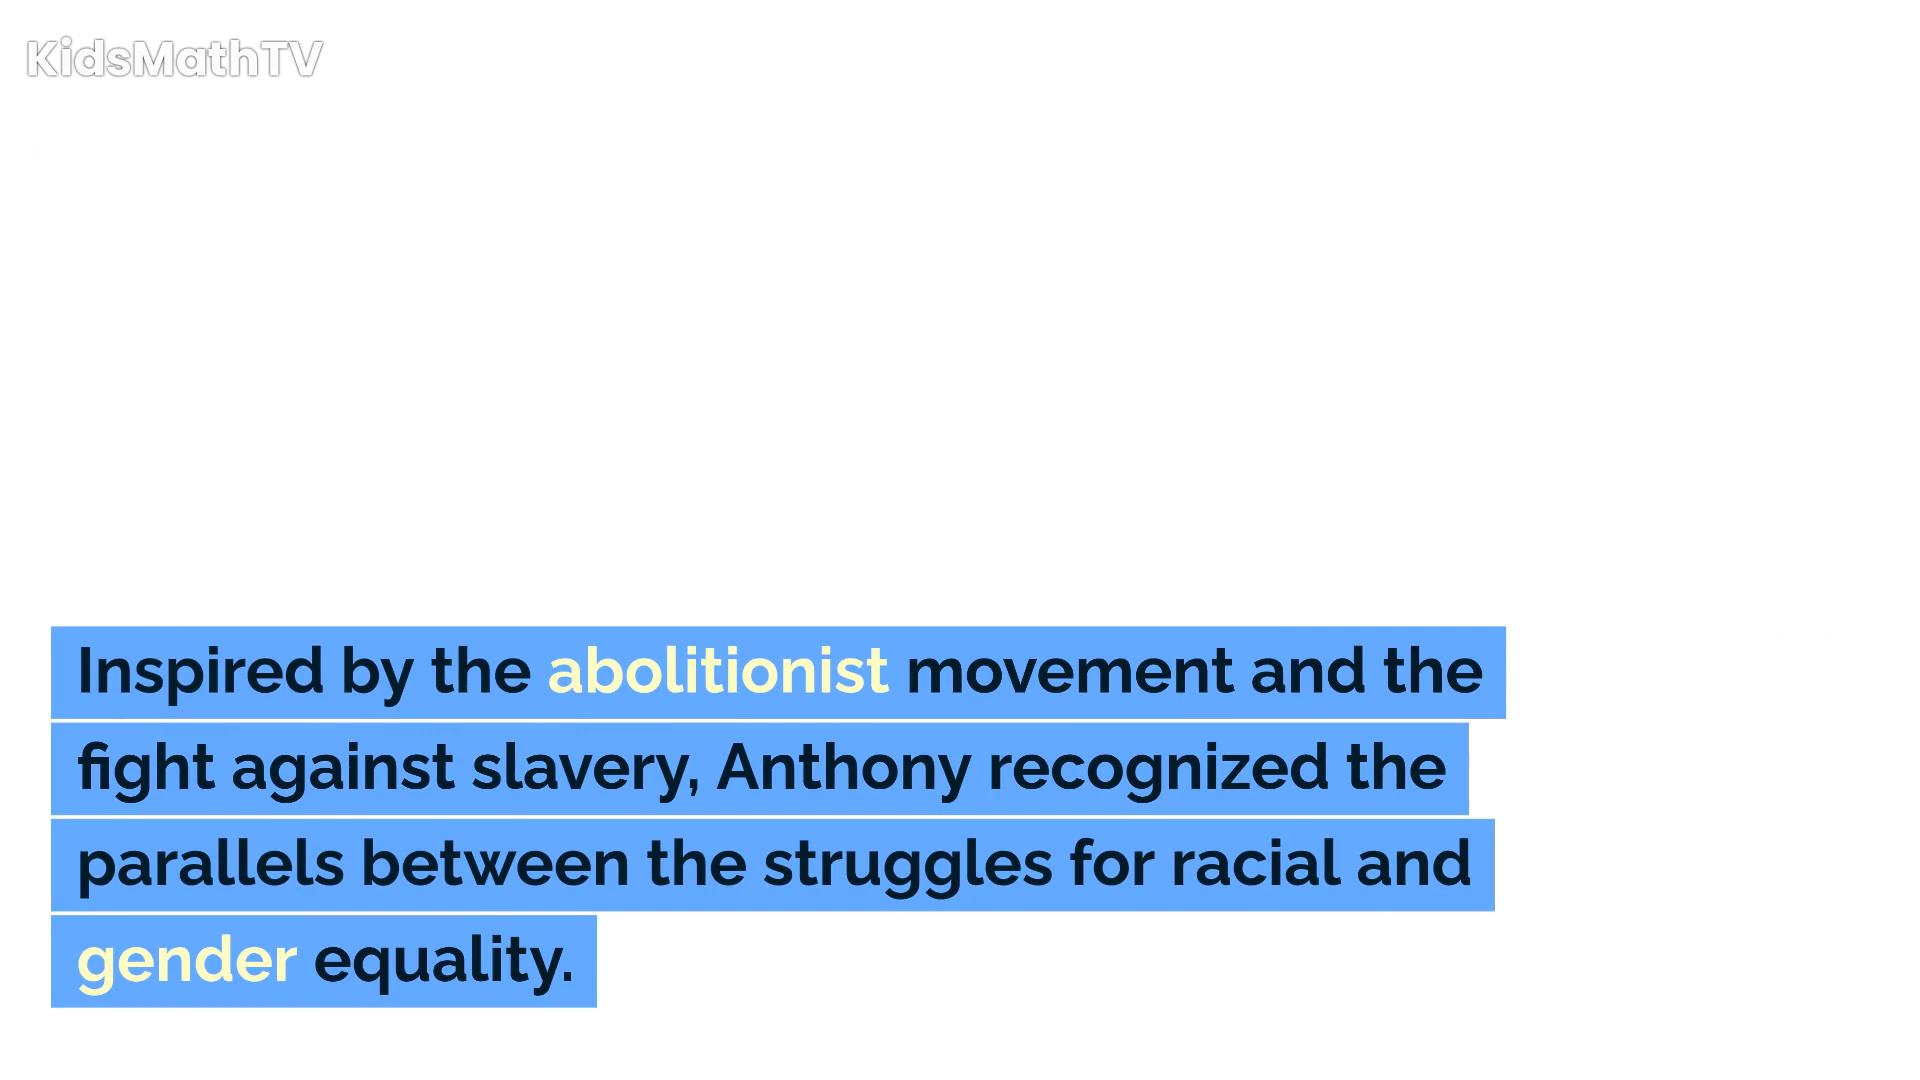 KidsMathTV
Inspired by the abolitionist movement and the
fight against slavery, Anthony recognized the
parallels between the struggles for racial and
gender equality.